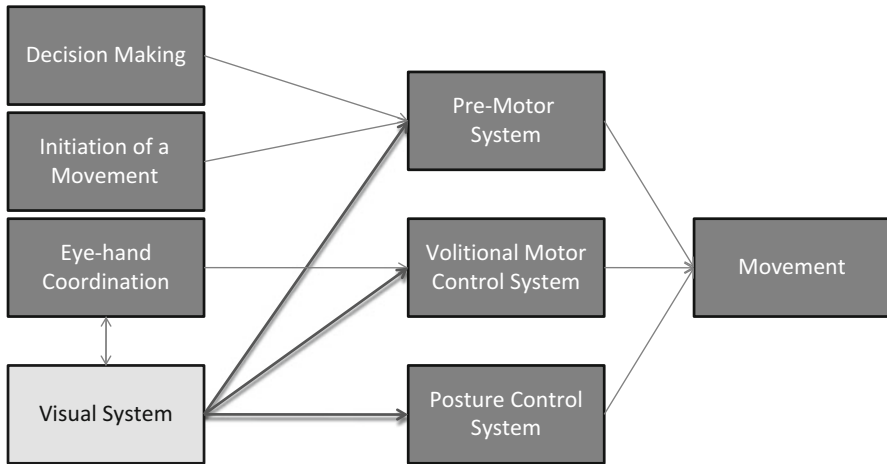 Decision Making
Initiation of a
Movement
Eye-hand
Coordination
Visual System
Pre-Motor
System
Volitional Motor
Control System
Posture Control
System
Movement